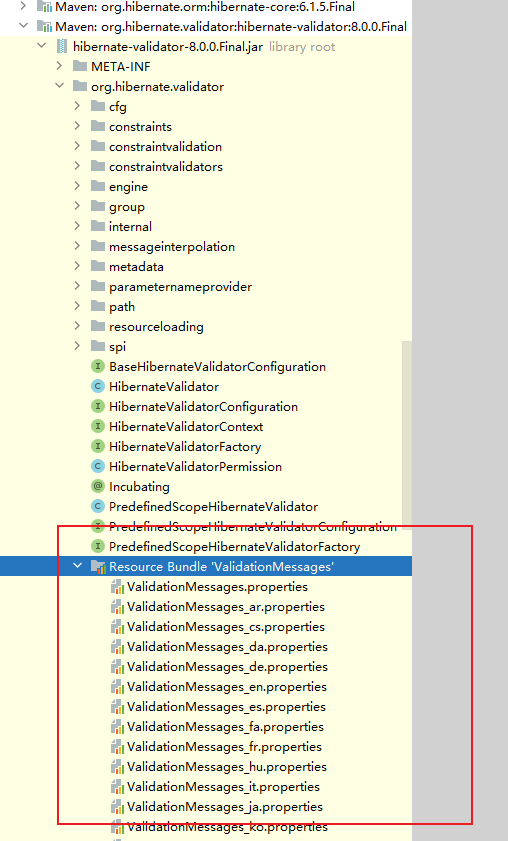 Maven: org.hibernate.orm:hibernate-core:6.1.5.Final
Maven: org.hibernate.validator:hibernate-validator:8.0.0.Final
hibernate-validator-8.0.0.Final.jar library root
META-INF
org.hibernate.validator
cfg
constraints
constraintvalidation
constraintvalidators
engine
group
internal
messageinterpolation
metadata
parameternameprovider
path
resourceloading
spi
BaseHibernateValidatorConfiguration
HibernateValidator
HibernateValidatorConfiguration
HibernateValidatorContext
HibernateValidatorFactory
HibernateValidatorPermission
Incubating
PredefinedScopeHibernateValidator
PredefinedScopeHibernateValidatorConfiguration
PredefinedScopeHibernateValidatorFactory
Resource Bundle 'ValidationMessages'
ValidationMessages.properties
ValidationMessages_ar.properties
ValidationMessages_cs.properties
ValidationMessages_da.properties
ValidationMessages_de.properties
ValidationMessages_en.properties
ValidationMessages_es.properties
ValidationMessages_fa.properties
ValidationMessages_fr.properties
ValidationMessages_hu.properties
ValidationMessages_it.properties
ValidationMessages_ja.properties
ValidationMessages_ko.properties